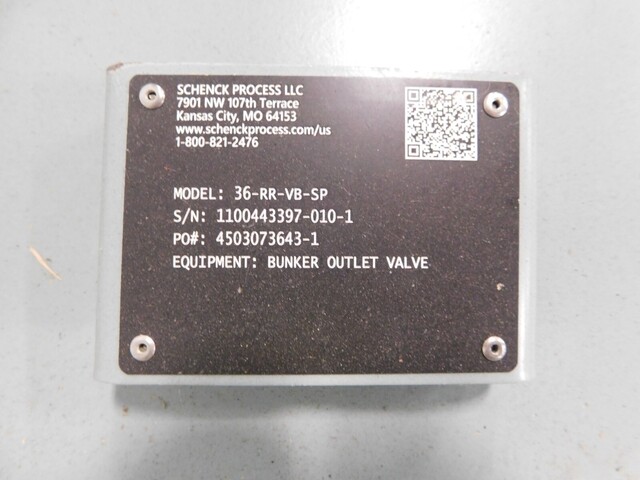 SCHENCK PROCESS LLC
7901 NW 107th Terrace
Kansas City, MO 64153
www.schenckprocess.com/us
1-800-821-2476
MODEL: 36-RR-VB-SP
S/N: 1100443397-010-1
PO#: 4503073643-1
EQUIPMENT: BUNKER OUTLET VALVE